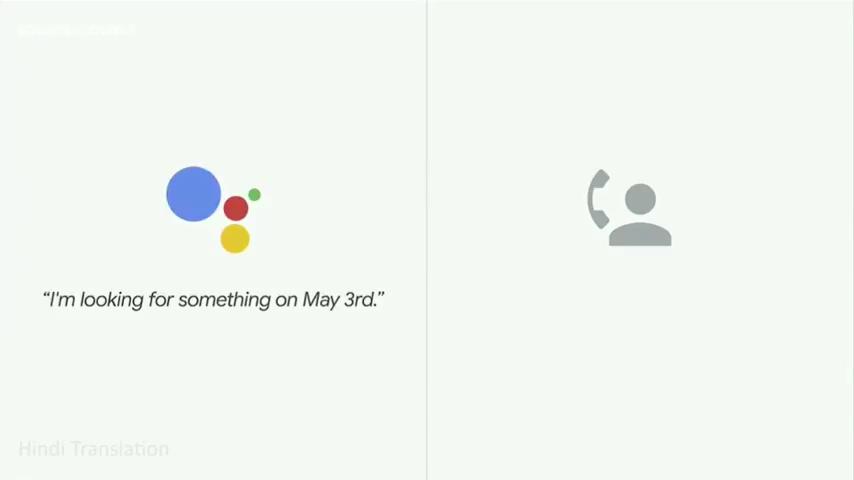 “I'm looking for something on May 3rd.”
Hindi Translation